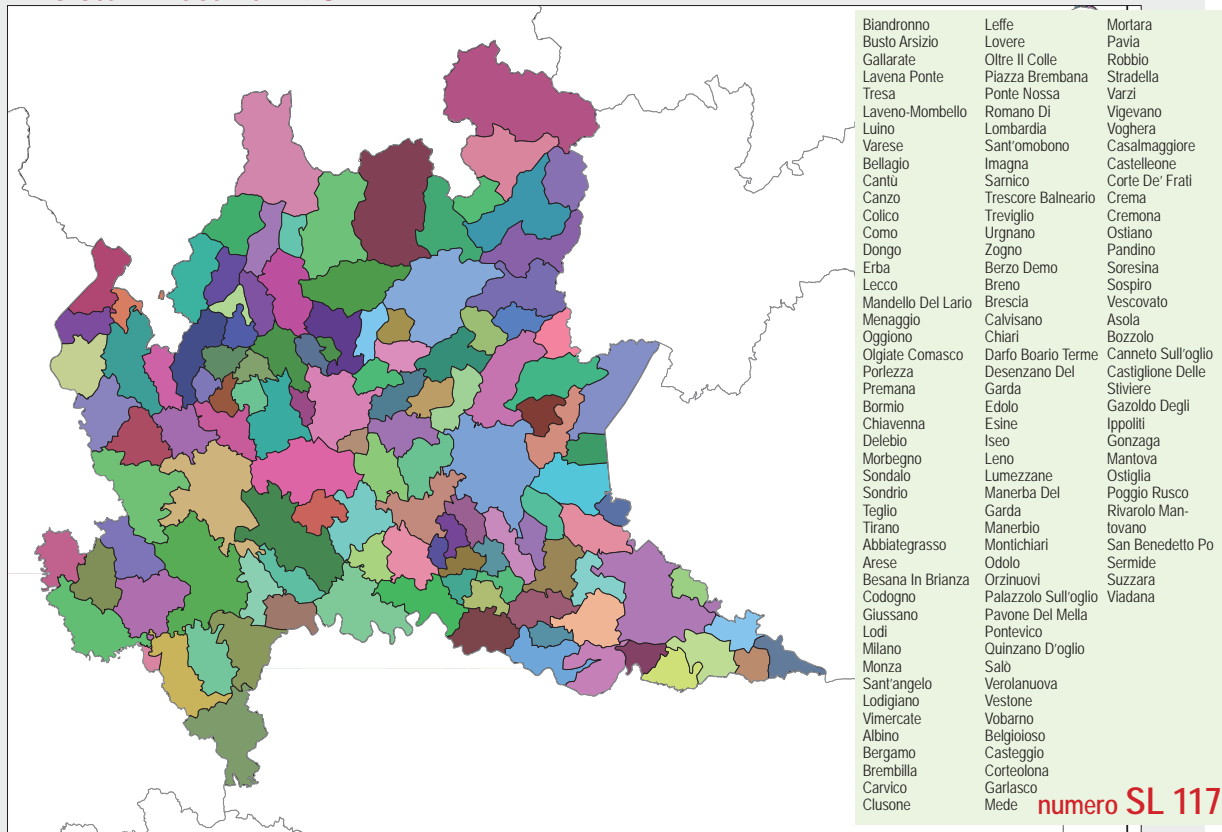 Biandronno
Busto Arsizio
Gallarate
Lavena Ponte
Tresa
Laveno-Mombello
Luino
Varese
Bellagio
Cantù
Canzo
Colico
Como
Dongo
Erba
Lecco
Mandello Del Lario
Menaggio
Oggiono
Olgiate Comasco
Porlezza
Premana
Bormio
Chiavenna
Delebio
Morbegno
Sondalo
Sondrio
Teglio
Tirano
Abbiategrasso
Arese
Besana In Brianza
Codogno
Giussano
Lodi
Milano
Monza
Sant'angelo
Lodigiano
Vimercate
Albino
Bergamo
Brembilla
Carvico
Clusone
Leffe
Lovere
Oltre Il Colle
Piazza Brembana
Ponte Nossa
Romano Di
Lombardia
Sant'omobono
Imagna
Sarnico
Trescore Balneario
Treviglio
Urgnano
Zogno
Berzo Demo
Breno
Brescia
Calvisano
Chiari
Darfo Boario Terme
Desenzano Del
Garda
Edolo
Esine
Iseo
Leno
Lumezzane
Manerba Del
Garda
Manerbio
Montichiari
Odolo
Orzinuovi
Palazzolo Sull'oglio
Pavone Del Mella
Pontevico
Quinzano D'oglio
Salò
Verolanuova
Vestone
Vobarno
Belgioioso
Casteggio
Corteolona
Garlasco
Mede
Mortara
Pavia
Robbio
Stradella
Varzi
Vigevano
Voghera
Casalmaggiore
Castelleone
Corte De' Frati
Crema
Cremona
Ostiano
Pandino
Soresina
Sospiro
Vescovato
Asola
Bozzolo
Canneto Sull'oglio
Castiglione Delle
Stiviere
Gazoldo Degli
Ippoliti
Gonzaga
Mantova
Ostiglia
Poggio Rusco
Rivarolo Man-
tovano
San Benedetto Po
Sermide
Suzzara
Viadana
numero SL 117